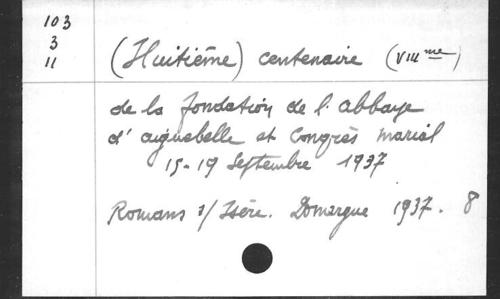 103
3
11
(Huitième) centenaire (VIIIme)
de la fondation de l'abbaye
d'aiguebelle et Congrès marial
15-19 Septembre 1937
Romans s/ Isère. Domergue 1937. 8